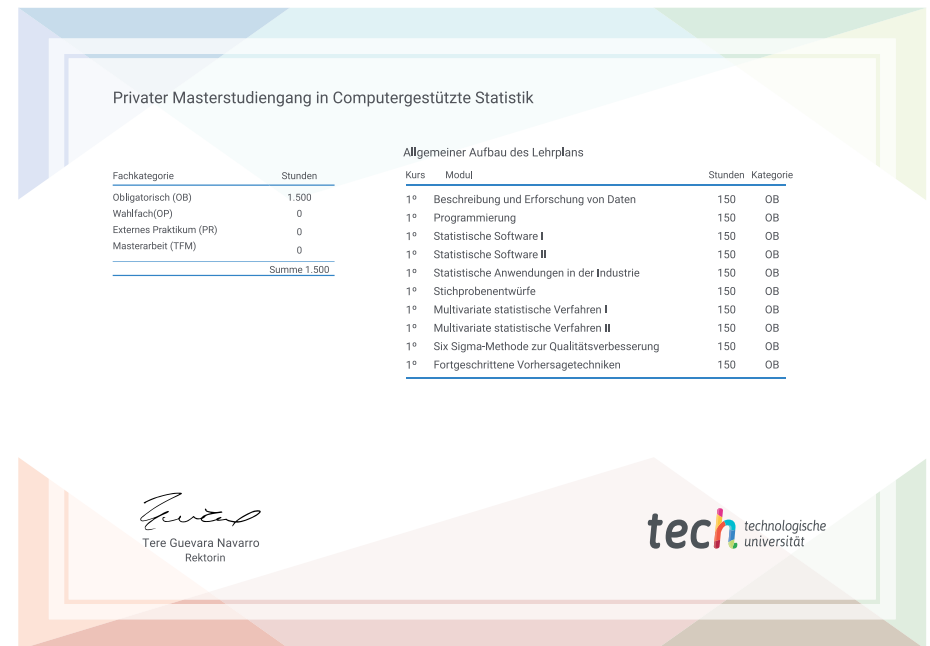 Privater Masterstudiengang in Computergestützte Statistik
Fachkategorie Stunden
Obligatorisch (OB) 1.500
Wahlfach(OP) 0
Externes Praktikum (PR) 0
Masterarbeit (TFM) 0
Summe 1.500
Allgemeiner Aufbau des Lehrplans
Kurs Modul Stunden Kategorie
1º Beschreibung und Erforschung von Daten 150 OB
1º Programmierung 150 OB
1º Statistische Software I 150 OB
1º Statistische Software II 150 OB
1º Statistische Anwendungen in der Industrie 150 OB
1º Stichprobenentwürfe 150 OB
1º Multivariate statistische Verfahren I 150 OB
1º Multivariate statistische Verfahren II 150 OB
1º Six Sigma-Methode zur Qualitätsverbesserung 150 OB
1º Fortgeschrittene Vorhersagetechniken 150 OB
Tere Guevara Navarro
Rektorin
tech technologische
universität